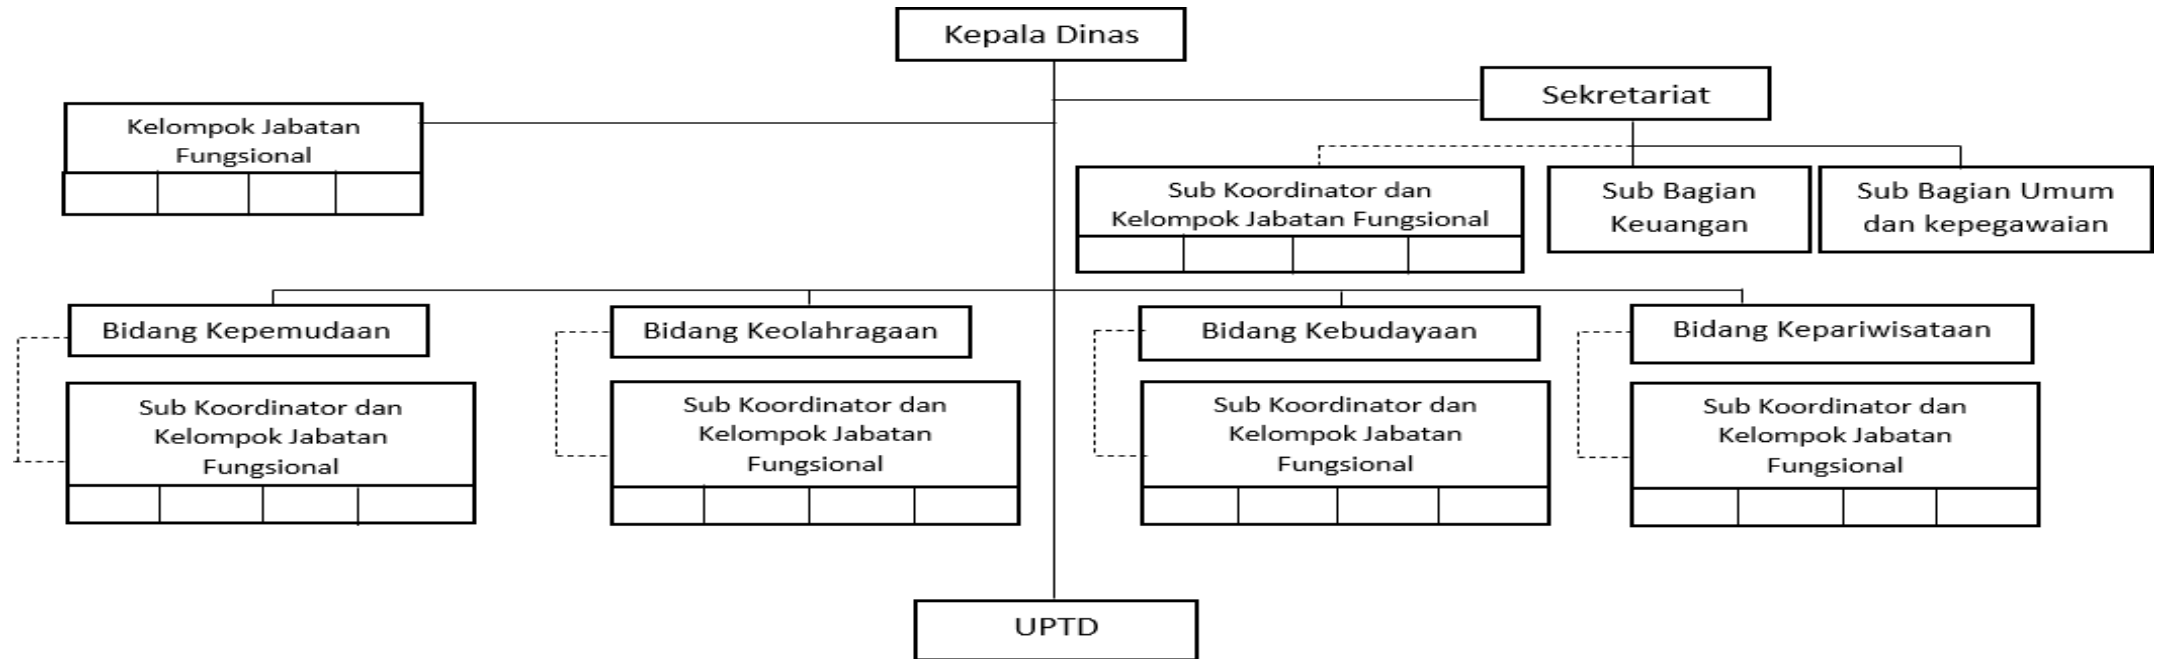 Kepala Dinas
Sekretariat
Kelompok Jabatan
Fungsional
Sub Koordinator dan
Kelompok Jabatan Fungsional
Sub Bagian
Keuangan
Sub Bagian Umum
dan kepegawaian
Bidang Kepemudaan
Bidang Keolahragaan
Bidang Kebudayaan
Bidang Kepariwisataan
Sub Koordinator dan
Kelompok Jabatan
Fungsional
Sub Koordinator dan
Kelompok Jabatan
Fungsional
Sub Koordinator dan
Kelompok Jabatan
Fungsional
Sub Koordinator dan
Kelompok Jabatan
Fungsional
UPTD